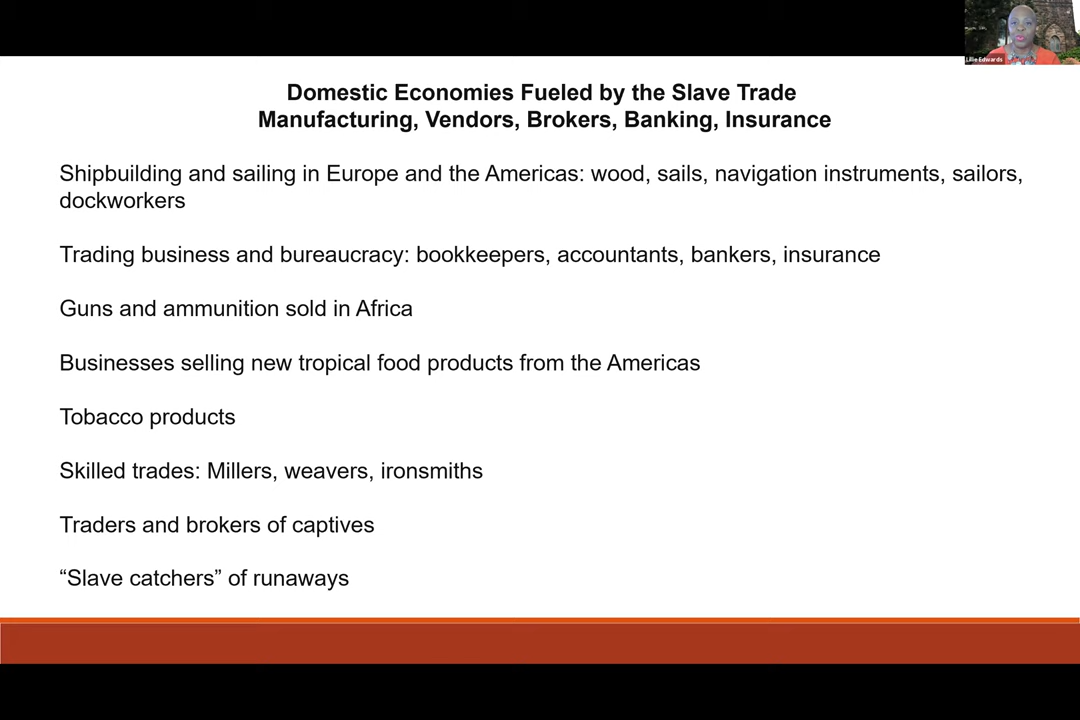 Lillie Edwards
Domestic Economies Fueled by the Slave Trade
Manufacturing, Vendors, Brokers, Banking, Insurance
Shipbuilding and sailing in Europe and the Americas: wood, sails, navigation instruments, sailors,
dockworkers
Trading business and bureaucracy: bookkeepers, accountants, bankers, insurance
Guns and ammunition sold in Africa
Businesses selling new tropical food products from the Americas
Tobacco products
Skilled trades: Millers, weavers, ironsmiths
Traders and brokers of captives
“Slave catchers” of runaways